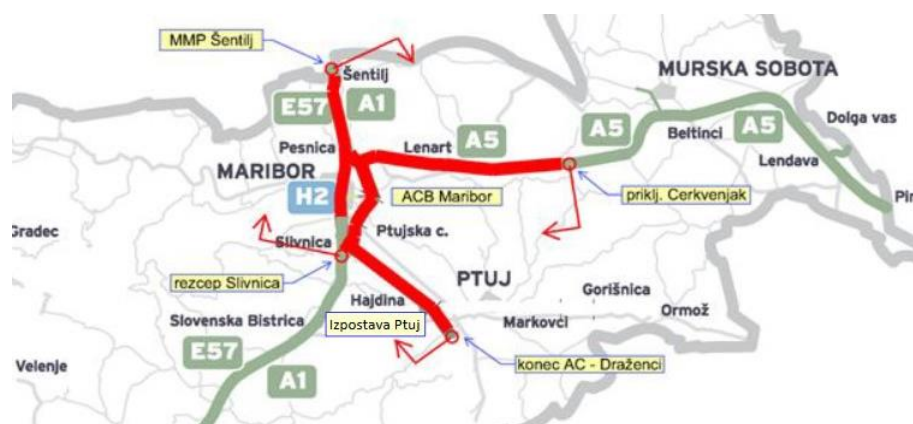 MMP Šentilj
Šentilj
E57
A1
MURSKA SOBOTA
Dolga vas
Pesnica
Lenart
A5
A5
Beltinci
A5
Lendava
MARIBOR
H2
ACB Maribor
priklj. Cerkvenjak
Gradec
Slivnica
Ptujska c.
rezcep Slivnica
PTUJ
Hajdina
Gorišnica
Ormož
Slovenska Bistrica
Izpostava Ptuj
Markovci
Velenje
E57
A1
konec AC - Draženci